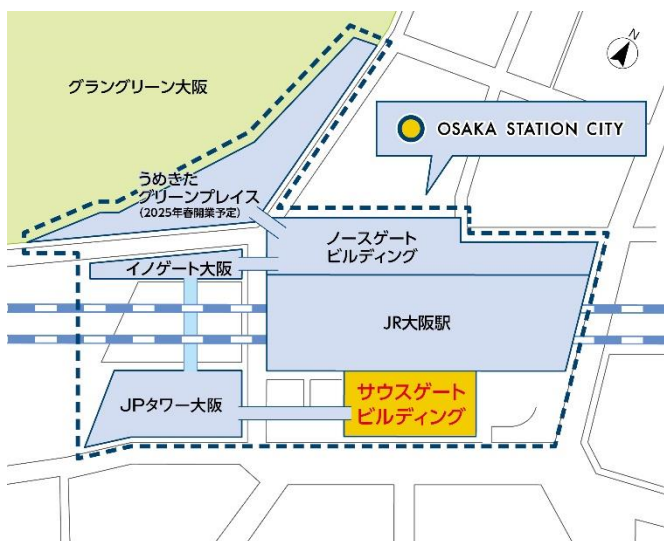 N
グラングリーン大阪
OSAKA STATION CITY
うめきた
グリーンプレイス
(2025年春開業予定)
ノースゲート
ビルディング
イノゲート大阪
JR大阪駅
JPタワー大阪
サウスゲート
ビルディング